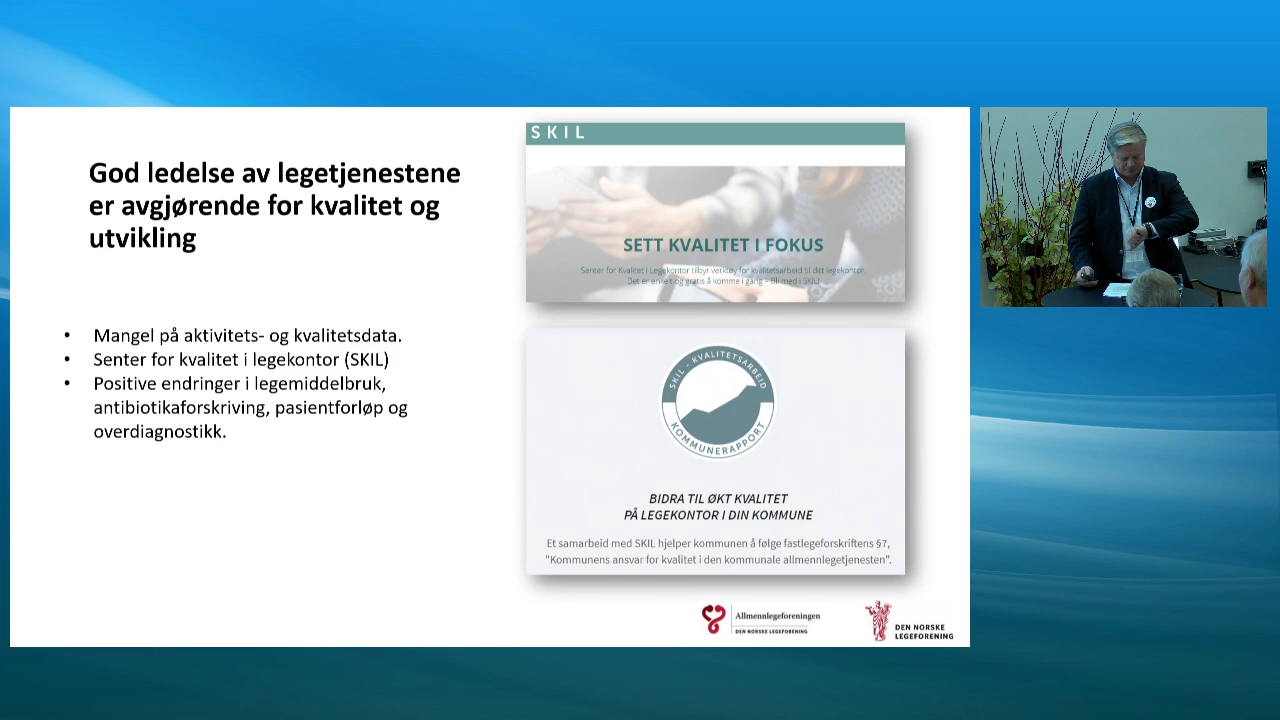 God ledelse av legetjenestene
er avgjørende for kvalitet og
utvikling
• Mangel på aktivitets- og kvalitetsdata.
• Senter for kvalitet i legekontor (SKIL)
• Positive endringer i legemiddelbruk,
antibiotikaforskriving, pasientforløp og
overdiagnostikk.
SKIL
SETT KVALITET I FOKUS
Senter for Kvalitet i Legekontor tilbyr verktøy for kvalitetsarbeid til ditt legekontor.
Det er enkelt og gratis å komme i gang – Bli med i SKIL!
SKIL - KVALITETSARBEID
KOMMUNERAPPORT
BIDRA TIL ØKT KVALITET
PÅ LEGEKONTOR I DIN KOMMUNE
Et samarbeid med SKIL hjelper kommunen å følge fastlegeforskriftens §7,
"Kommunens ansvar for kvalitet i den kommunale allmennlegetjenesten".
Allmennlegeforeningen
DEN NORSKE LEGEFORENING
DEN NORSKE
LEGEFORENING